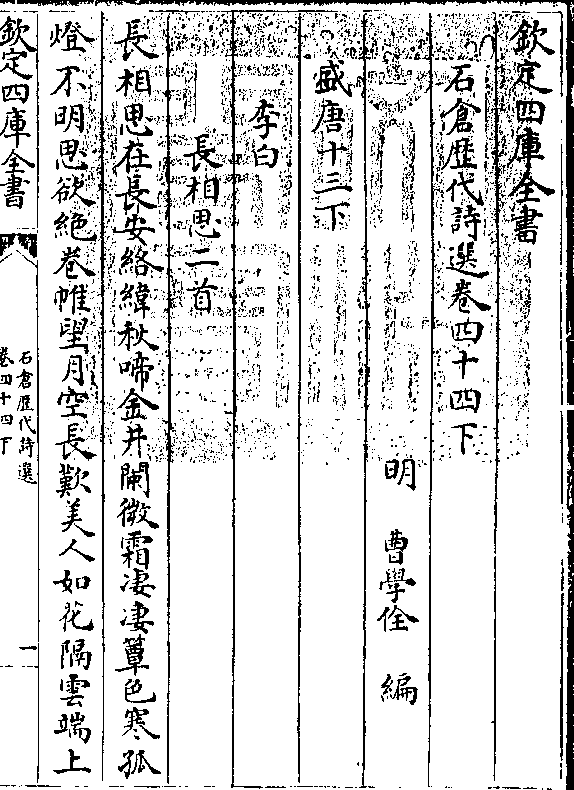 欽定四庫全書
石倉歴代詩選卷四十四下
明 曹學佺 編
盛唐十三下
李白
長相思二首
長相思在長安絡緯秋啼金井闌微霜凄凄簟色寒孤
燈不明思欲絶卷帷望月空長歎美人如花隔雲端上
欽定四庫全書
石倉歴代詩選
卷四十四下
一